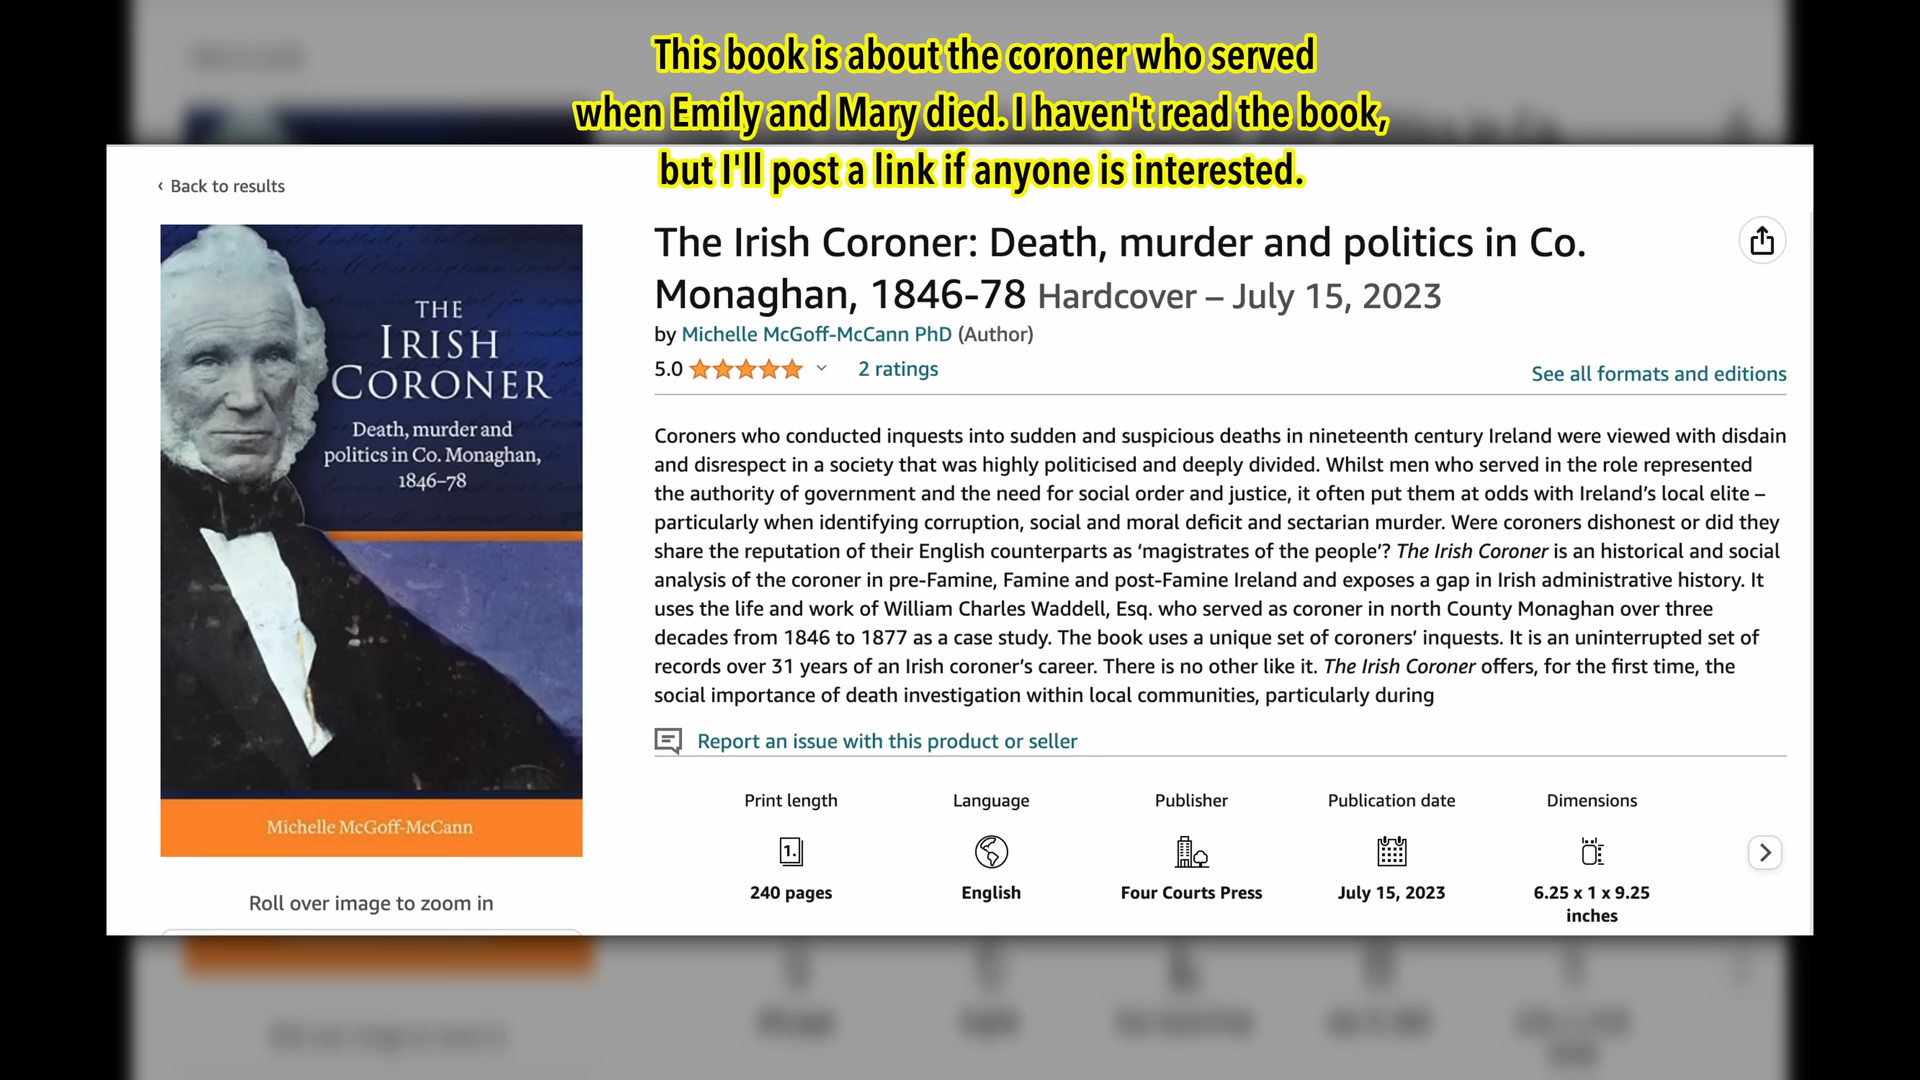 This book is about the coroner who served
when Emily and Mary died. I haven't read the book,
but I'll post a link if anyone is interested.
‹ Back to results
THE
IRISH
CORONER
Death, murder and
politics in Co. Monaghan,
1846–78
Michelle McGoff-McCann
Roll over image to zoom in
The Irish Coroner: Death, murder and politics in Co.
Monaghan, 1846-78 Hardcover – July 15, 2023
by Michelle McGoff-McCann PhD (Author)
5.0 2 ratings
See all formats and editions
Coroners who conducted inquests into sudden and suspicious deaths in nineteenth century Ireland were viewed with disdain
and disrespect in a society that was highly politicised and deeply divided. Whilst men who served in the role represented
the authority of government and the need for social order and justice, it often put them at odds with Ireland’s local elite –
particularly when identifying corruption, social and moral deficit and sectarian murder. Were coroners dishonest or did they
share the reputation of their English counterparts as ‘magistrates of the people’? The Irish Coroner is an historical and social
analysis of the coroner in pre-Famine, Famine and post-Famine Ireland and exposes a gap in Irish administrative history. It
uses the life and work of William Charles Waddell, Esq. who served as coroner in north County Monaghan over three
decades from 1846 to 1877 as a case study. The book uses a unique set of coroners’ inquests. It is an uninterrupted set of
records over 31 years of an Irish coroner’s career. There is no other like it. The Irish Coroner offers, for the first time, the
social importance of death investigation within local communities, particularly during
Report an issue with this product or seller
Print length Language Publisher Publication date Dimensions
1.
240 pages English Four Courts Press July 15, 2023 6.25 x 1 x 9.25
inches